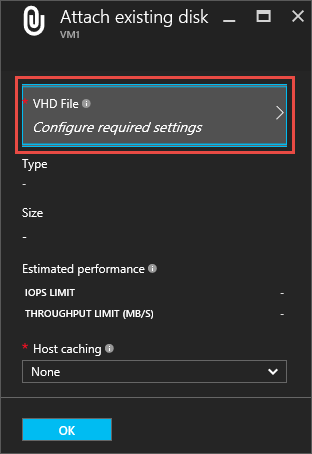 Attach existing disk
VM1
* VHD File
Configure required settings
Type
-
Size
-
Estimated performance
IOPS LIMIT -
THROUGHPUT LIMIT (MB/S) -
* Host caching
None
OK